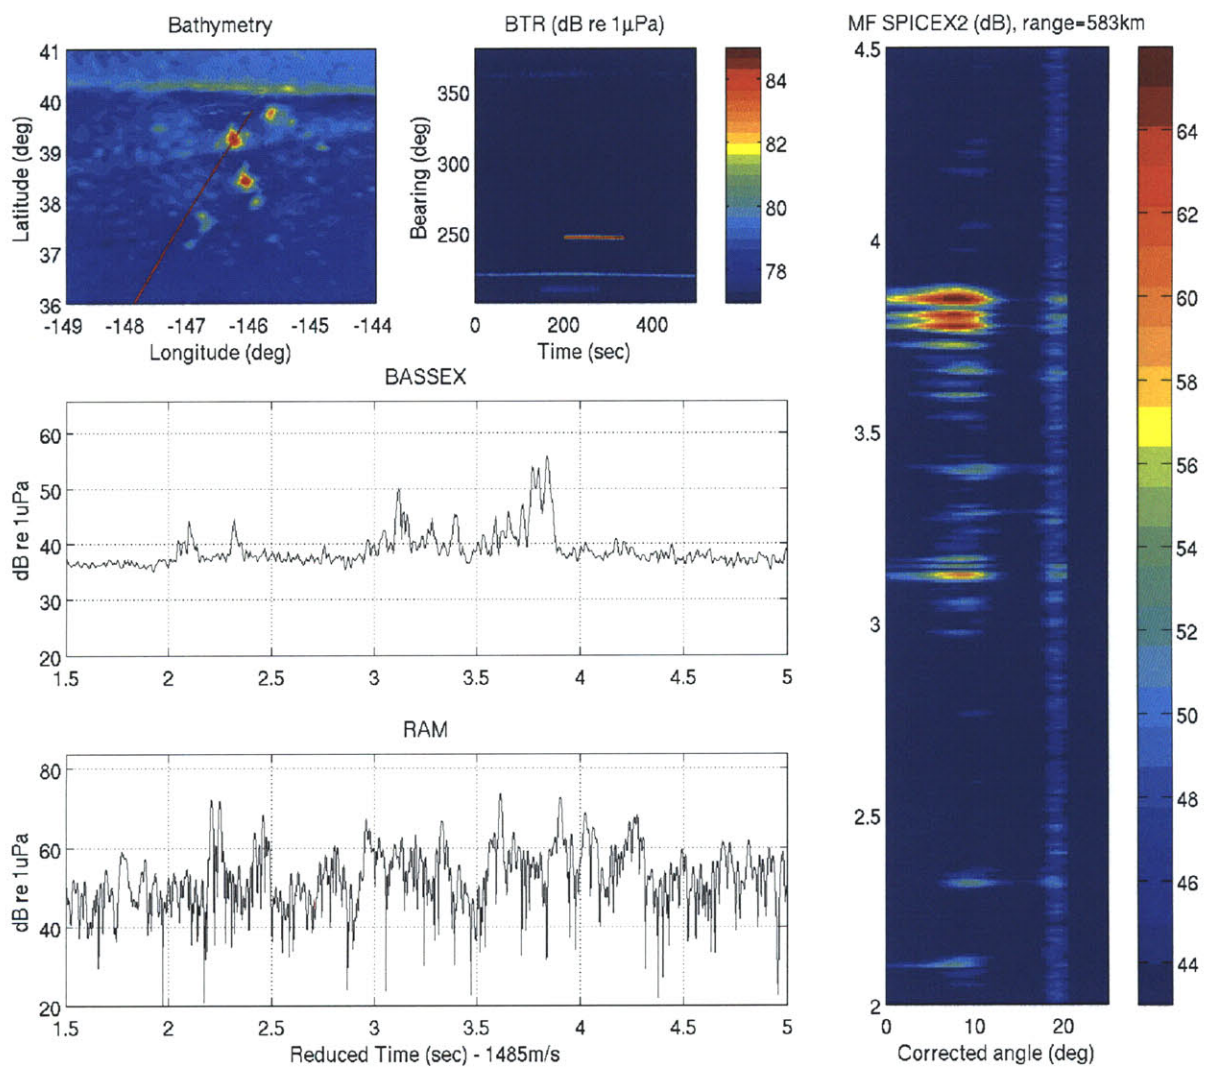 Bathymetry
BTR (dB re 1μPa)
MF SPICEX2 (dB), range=583km
41
40
39
38
37
36
Latitude (deg)
-149 -148 -147 -146 -145 -144
Longitude (deg)
350
300
250
Bearing (deg)
0 200 400
Time (sec)
84
82
80
78
BASSEX
60
50
40
30
20
dB re 1uPa
1.5 2 2.5 3 3.5 4 4.5 5
RAM
80
60
40
20
dB re 1uPa
1.5 2 2.5 3 3.5 4 4.5 5
Reduced Time (sec) - 1485m/s
4.5
4
3.5
3
2.5
2
0 10 20
Corrected angle (deg)
64
62
60
58
56
54
52
50
48
46
44